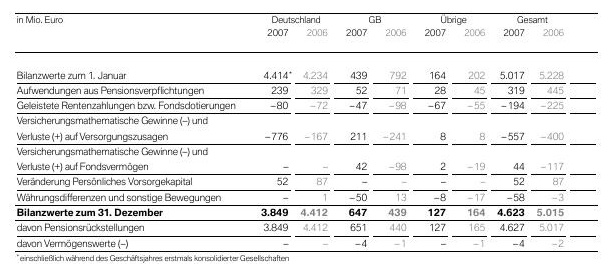 in Mio. Euro Deutschland GB Übrige Gesamt
2007 2006 2007 2006 2007 2006 2007 2006
Bilanzwerte zum 1. Januar 4.414* 4.234 439 792 164 202 5.017 5.228
Aufwendungen aus Pensionsverpflichtungen 239 329 52 71 28 45 319 445
Geleistete Rentenzahlungen bzw. Fondsdotierungen −80 −72 −47 −98 −67 −55 −194 −225
Versicherungsmathematische Gewinne (−) und
Verluste (+) auf Versorgungszusagen −776 −167 211 −241 8 8 −557 −400
Versicherungsmathematische Gewinne (−) und
Verluste (+) auf Fondsvermögen − − 42 −98 2 −19 44 −117
Veränderung Persönliches Vorsorgekapital 52 87 − − − − 52 87
Währungsdifferenzen und sonstige Bewegungen − 1 −50 13 −8 −17 −58 −3
Bilanzwerte zum 31. Dezember 3.849 4.412 647 439 127 164 4.623 5.015
davon Pensionsrückstellungen 3.849 4.412 651 440 127 165 4.627 5.017
davon Vermögenswerte (−) − − −4 −1 − −1 −4 −2
* einschließlich während des Geschäftsjahres erstmals konsolidierter Gesellschaften